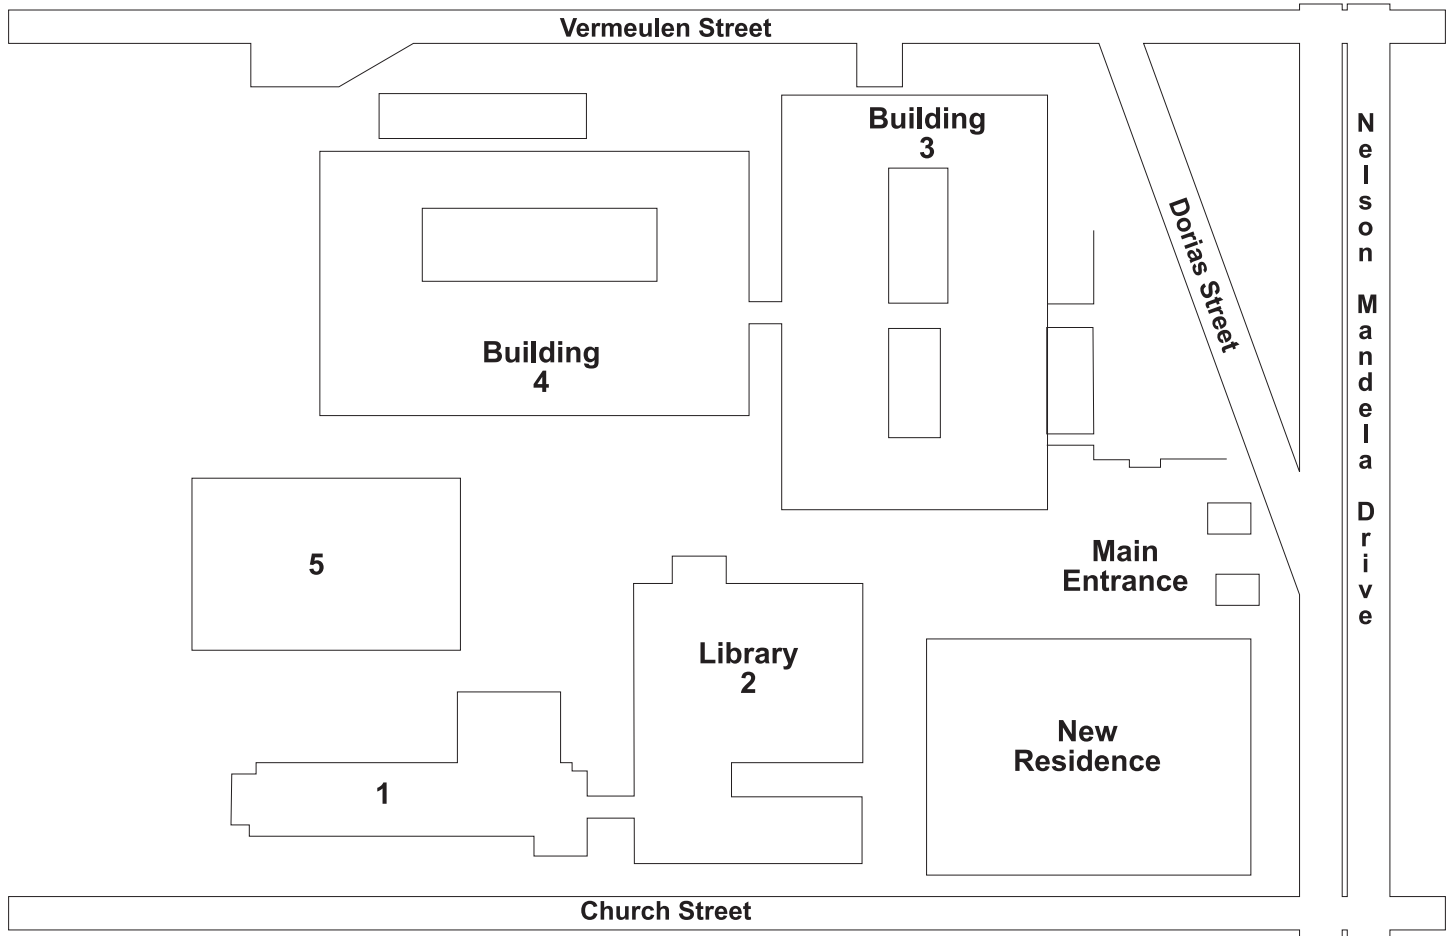 Vermeulen Street
Building
3
Nelson Mandela Drive
Dorias Street
Building
4
5
Main
Entrance
Library
2
New
Residence
1
Church Street